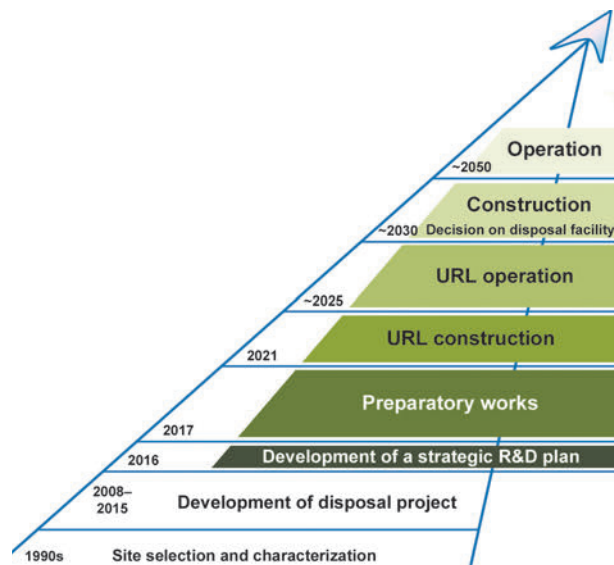 Operation
~2050
Construction
~2030 Decision on disposal facility
URL operation
~2025
URL construction
2021
Preparatory works
2017
Development of a strategic R&D plan
2016
2008–
2015
Development of disposal project
1990s Site selection and characterization